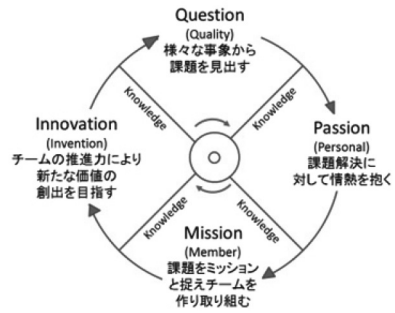 Question
(Quality)
様々な事象から
課題を見出す
Knowledge
Knowledge
Innovation
(Invention)
チームの推進力により
新たな価値の
創出を目指す
Passion
(Personal)
課題解決に
対して情熱を抱く
Knowledge
Knowledge
Mission
(Member)
課題をミッション
と捉えチームを
作り取り組む